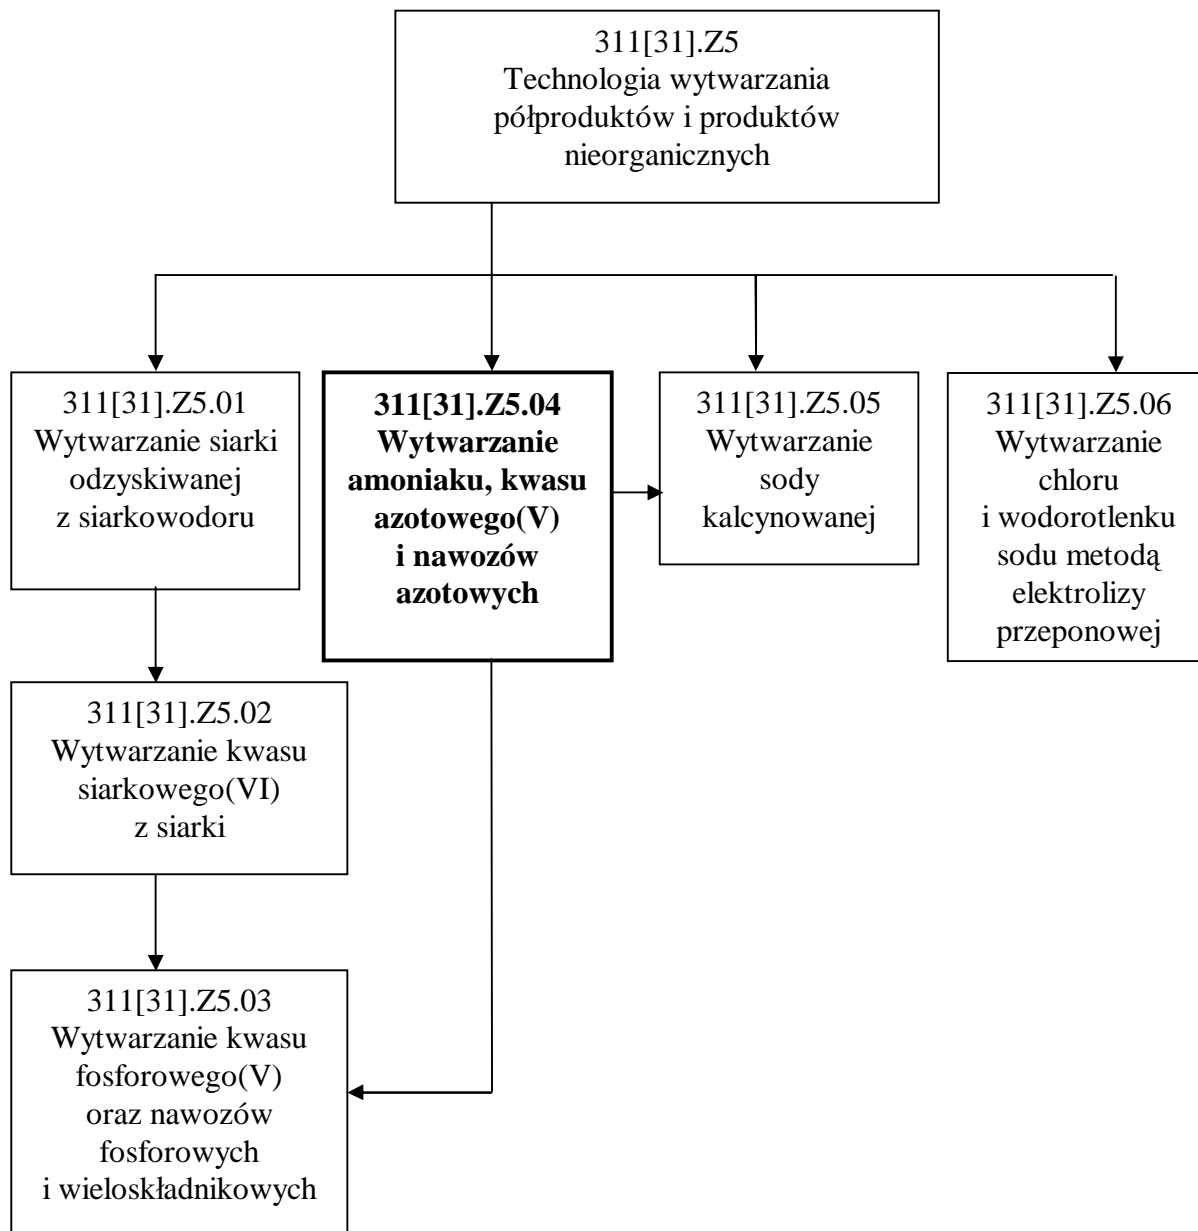 311[31].Z5
Technologia wytwarzania
półproduktów i produktów
nieorganicznych
311[31].Z5.01
Wytwarzanie siarki
odzyskiwanej
z siarkowodoru
311[31].Z5.04
Wytwarzanie
amoniaku, kwasu
azotowego(V)
i nawozów
azotowych
311[31].Z5.05
Wytwarzanie
sody
kalcynowanej
311[31].Z5.06
Wytwarzanie
chloru
i wodorotlenku
sodu metodą
elektrolizy
przeponowej
311[31].Z5.02
Wytwarzanie kwasu
siarkowego(VI)
z siarki
311[31].Z5.03
Wytwarzanie kwasu
fosforowego(V)
oraz nawozów
fosforowych
i wieloskładnikowych